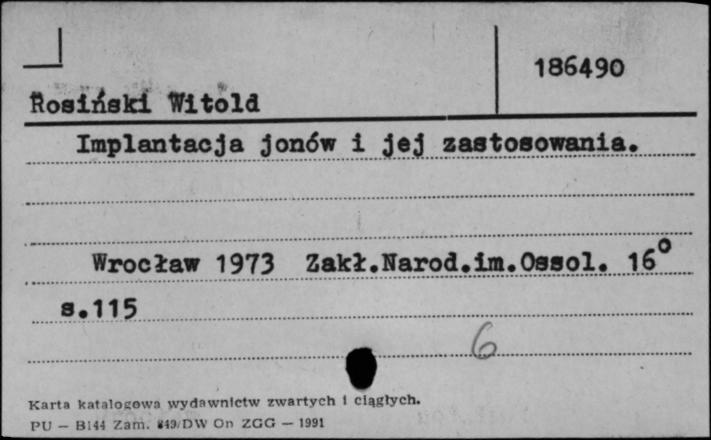 186490
Rosiński Witold
Implantacja jonów i jej zastosowania.
Wrocław 1973 Zakł.Narod.im.Ossol. 16°
s.115
6
Karta katalogowa wydawnictw zwartych i ciągłych.
PU — B144 Zam. 849/DW On ZGG — 1991